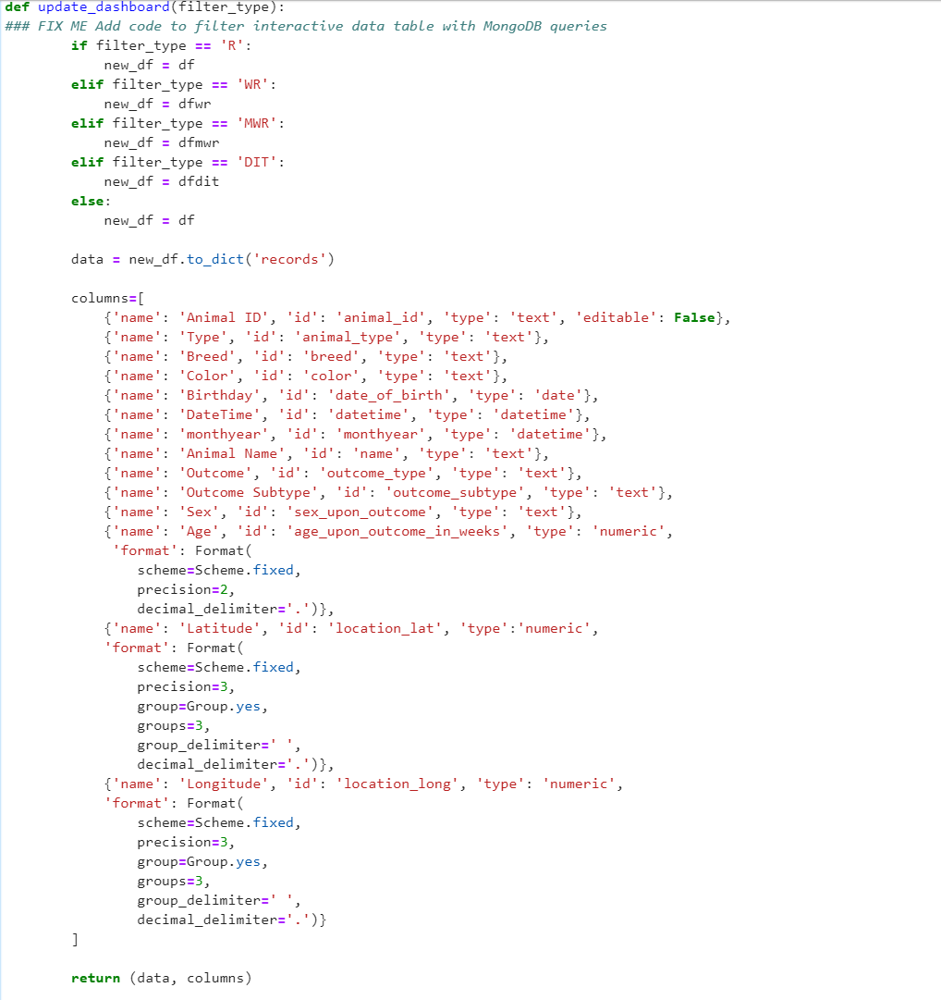 def update_dashboard(filter_type):
### FIX ME Add code to filter interactive data table with MongoDB queries
        if filter_type == 'R':
            new_df = df
        elif filter_type == 'WR':
            new_df = dfwr
        elif filter_type == 'MWR':
            new_df = dfmwr
        elif filter_type == 'DIT':
            new_df = dfdit
        else:
            new_df = df

        data = new_df.to_dict('records')

        columns=[
            {'name': 'Animal ID', 'id': 'animal_id', 'type': 'text', 'editable': False},
            {'name': 'Type', 'id': 'animal_type', 'type': 'text'},
            {'name': 'Breed', 'id': 'breed', 'type': 'text'},
            {'name': 'Color', 'id': 'color', 'type': 'text'},
            {'name': 'Birthday', 'id': 'date_of_birth', 'type': 'date'},
            {'name': 'DateTime', 'id': 'datetime', 'type': 'datetime'},
            {'name': 'monthyear', 'id': 'monthyear', 'type': 'datetime'},
            {'name': 'Animal Name', 'id': 'name', 'type': 'text'},
            {'name': 'Outcome', 'id': 'outcome_type', 'type': 'text'},
            {'name': 'Outcome Subtype', 'id': 'outcome_subtype', 'type': 'text'},
            {'name': 'Sex', 'id': 'sex_upon_outcome', 'type': 'text'},
            {'name': 'Age', 'id': 'age_upon_outcome_in_weeks', 'type': 'numeric',
             'format': Format(
                scheme=Scheme.fixed,
                precision=2,
                decimal_delimiter='.')},
            {'name': 'Latitude', 'id': 'location_lat', 'type':'numeric',
            'format': Format(
                scheme=Scheme.fixed,
                precision=3,
                group=Group.yes,
                groups=3,
                group_delimiter=' ',
                decimal_delimiter='.')},
            {'name': 'Longitude', 'id': 'location_long', 'type': 'numeric',
            'format': Format(
                scheme=Scheme.fixed,
                precision=3,
                group=Group.yes,
                groups=3,
                group_delimiter=' ',
                decimal_delimiter='.')}
        ]

        return (data, columns)